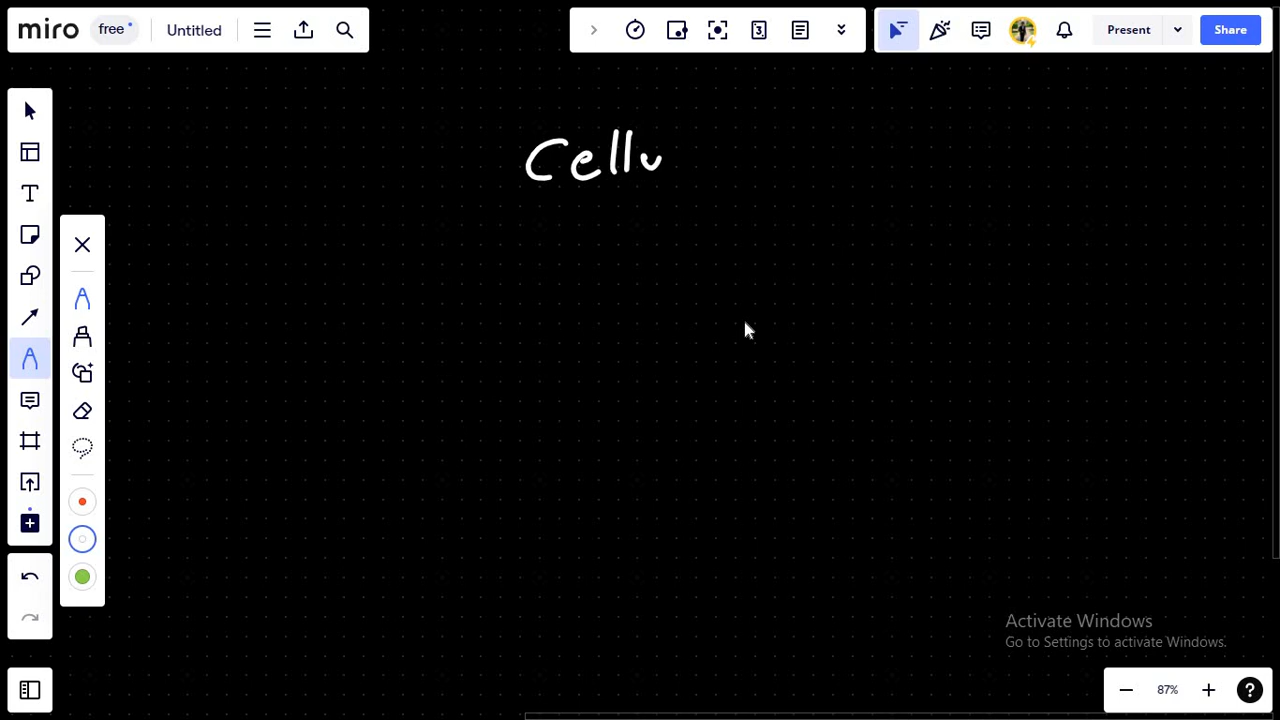 miro free Untitled Present Share
Cellu
Activate Windows
Go to Settings to activate Windows.
87%